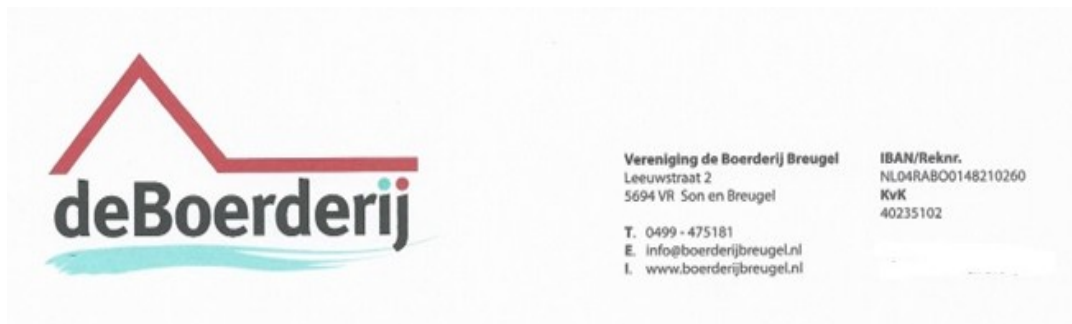 deBoerderij
Vereniging de Boerderij Breugel
Leeuwstraat 2
5694 VR Son en Breugel
T. 0499 - 475181
E. info@boerderijbreugel.nl
I. www.boerderijbreugel.nl
IBAN/Reknr.
NL04RABO0148210260
KvK
40235102